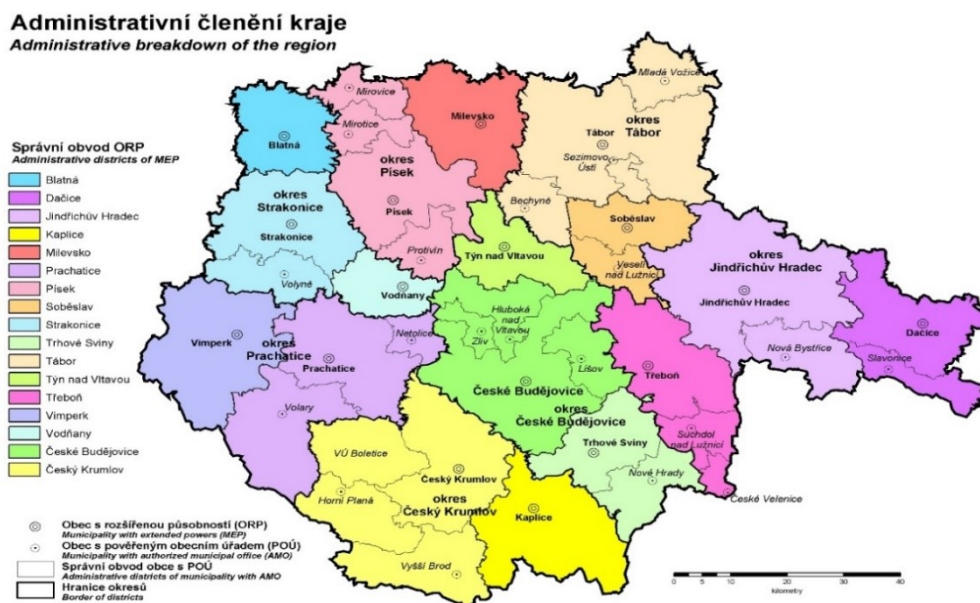 Administrativní členění kraje
Administrative breakdown of the region
Správní obvod ORP
Administrative districts of MEP
Blatná
Dačice
Jindřichův Hradec
Kaplice
Milevsko
Prachatice
Písek
Soběslav
Strakonice
Trhové Sviny
Tábor
Týn nad Vltavou
Třeboň
Vimperk
Vodňany
České Budějovice
Český Krumlov
Obec s rozšířenou působností (ORP)
Municipality with extended powers (MEP)
Obec s pověřeným obecním úřadem (POÚ)
Municipality with authorized municipal office (AMO)
Správní obvod obce s POÚ
Administrative districts of municipality with AMO
Hranice okresů
Border of districts
Mladá Vožice
Mirovice
Milevsko
Mirotice
okres
Tábor
Blatná
Tábor
Sezimovo
Ústí
okres
Písek
Písek
Bechyně
okres
Strakonice
Strakonice
Soběslav
Protivín
Týn nad Vltavou
Veselí
nad Lužnicí
okres
Jindřichův Hradec
Jindřichův Hradec
Volyně
Vodňany
Hluboká
nad
Vltavou
Zliv
Dačice
Vimperk
okres
Prachatice
Netolice
Prachatice
Nová Bystřice
Slavonice
Lišov
Třeboň
České Budějovice
okres
České Budějovice
Volary
Trhové Sviny
Suchdol
nad Lužnicí
VÚ Boletice
Český Krumlov
Nové Hrady
České Velenice
Horní Planá
okres
Český Krumlov
Kaplice
Vyšší Brod
0 10 20 30 40
kilometry